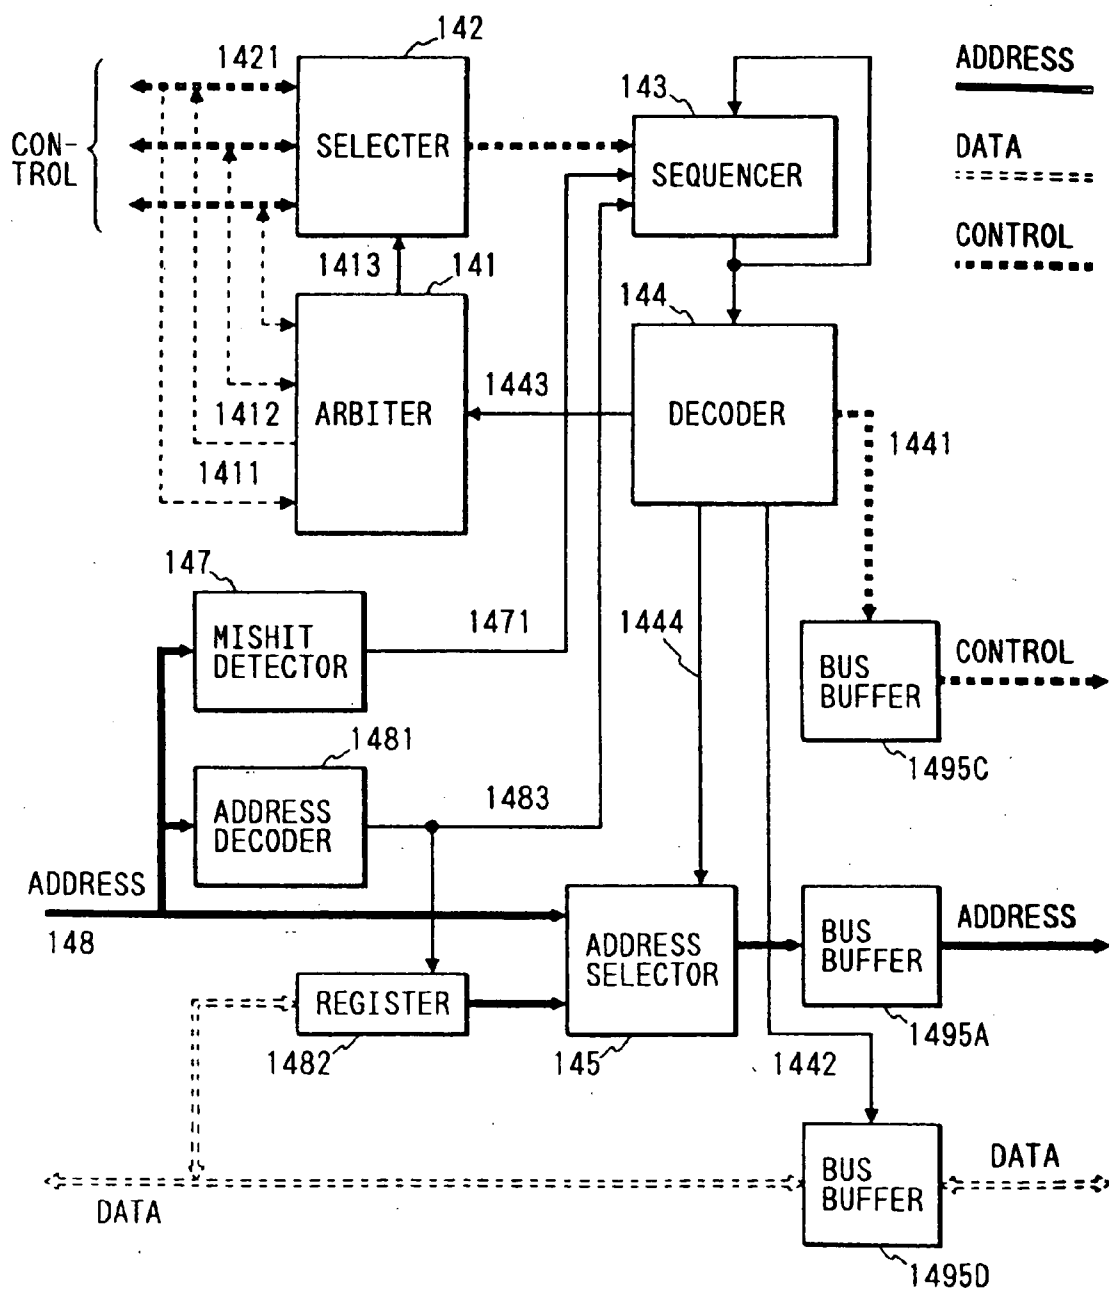 142
1421
ADDRESS
143
CON-
TROL
SELECTER
SEQUENCER
DATA
CONTROL
1413
141
144
1443
ARBITER
DECODER
1412
1441
1411
147
MISHIT
DETECTOR
1471
1444
BUS
BUFFER
CONTROL
1481
1495C
ADDRESS
DECODER
1483
ADDRESS
148
ADDRESS
SELECTOR
BUS
BUFFER
ADDRESS
REGISTER
1482
145
1442
1495A
DATA
BUS
BUFFER
DATA
1495D